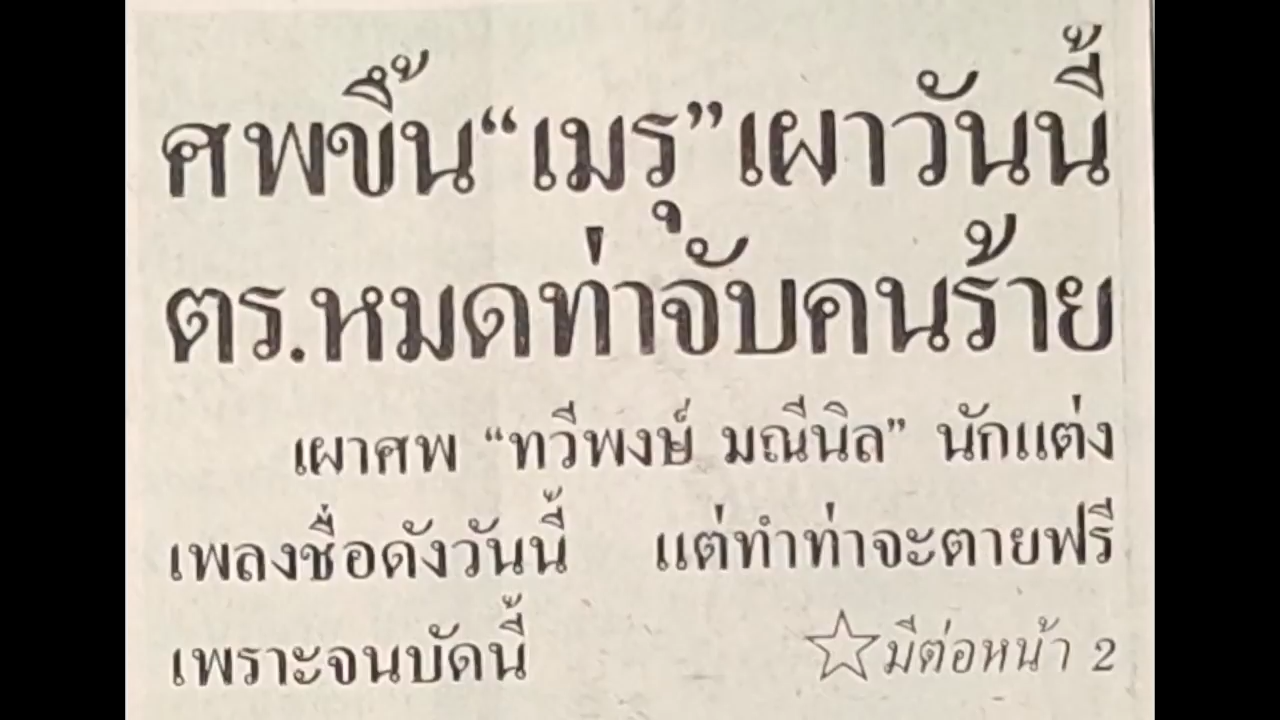 ศพขึ้น“เมรุ”เผาวันนี้
ตร.หมดท่าจับคนร้าย
เผาศพ “ทวีพงษ์ มณีนิล” นักแต่ง
เพลงชื่อดังวันนี้ แต่ทำท่าจะตายฟรี
เพราะจนบัดนี้ ☆มีต่อหน้า 2